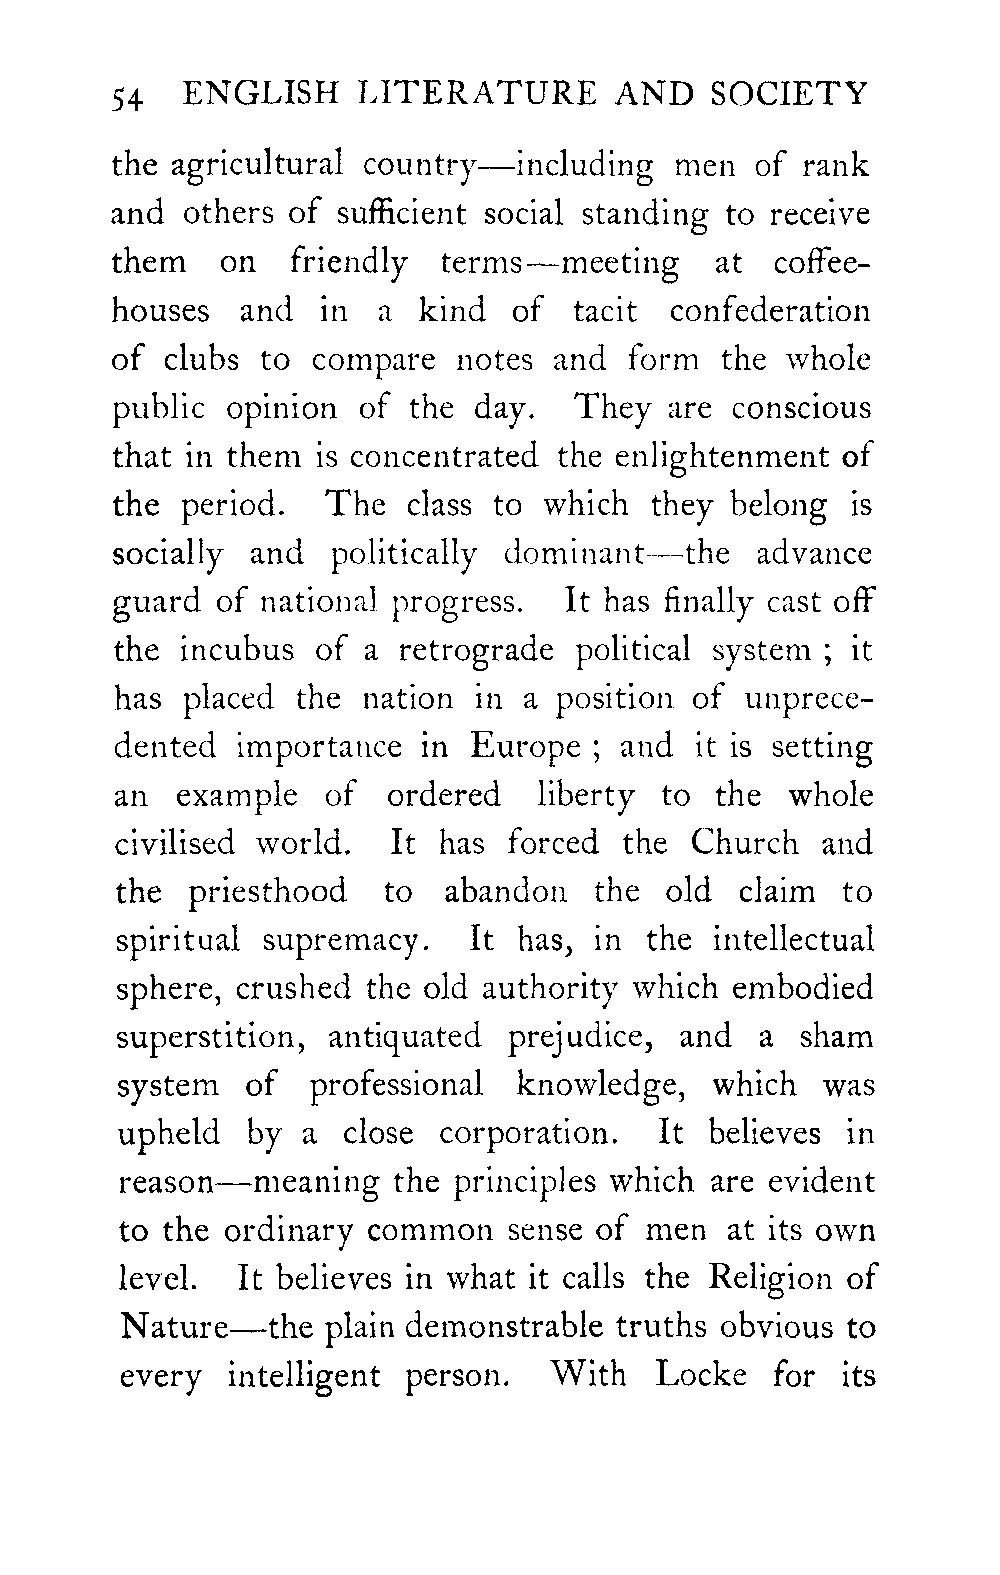 54 ENGLISH LITERATURE AND SOCIETY
the agricultural country—including men of rank
and others of sufficient social standing to receive
them on friendly terms—meeting at coffee-
houses and in a kind of tacit confederation
of clubs to compare notes and form the whole
public opinion of the day. They are conscious
that in them is concentrated the enlightenment of
the period. The class to which they belong is
socially and politically dominant—the advance
guard of national progress. It has finally cast off
the incubus of a retrograde political system ; it
has placed the nation in a position of unprece-
dented importance in Europe ; and it is setting
an example of ordered liberty to the whole
civilised world. It has forced the Church and
the priesthood to abandon the old claim to
spiritual supremacy. It has, in the intellectual
sphere, crushed the old authority which embodied
superstition, antiquated prejudice, and a sham
system of professional knowledge, which was
upheld by a close corporation. It believes in
reason—meaning the principles which are evident
to the ordinary common sense of men at its own
level. It believes in what it calls the Religion of
Nature—the plain demonstrable truths obvious to
every intelligent person. With Locke for its